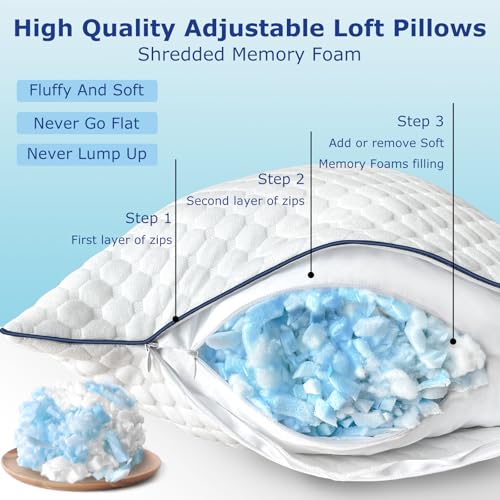 High Quality Adjustable Loft Pillows
Shredded Memory Foam
Fluffy And Soft
Never Go Flat
Never Lump Up
Step 1
First layer of zips
Step 2
Second layer of zips
Step 3
Add or remove Soft
Memory Foams filling